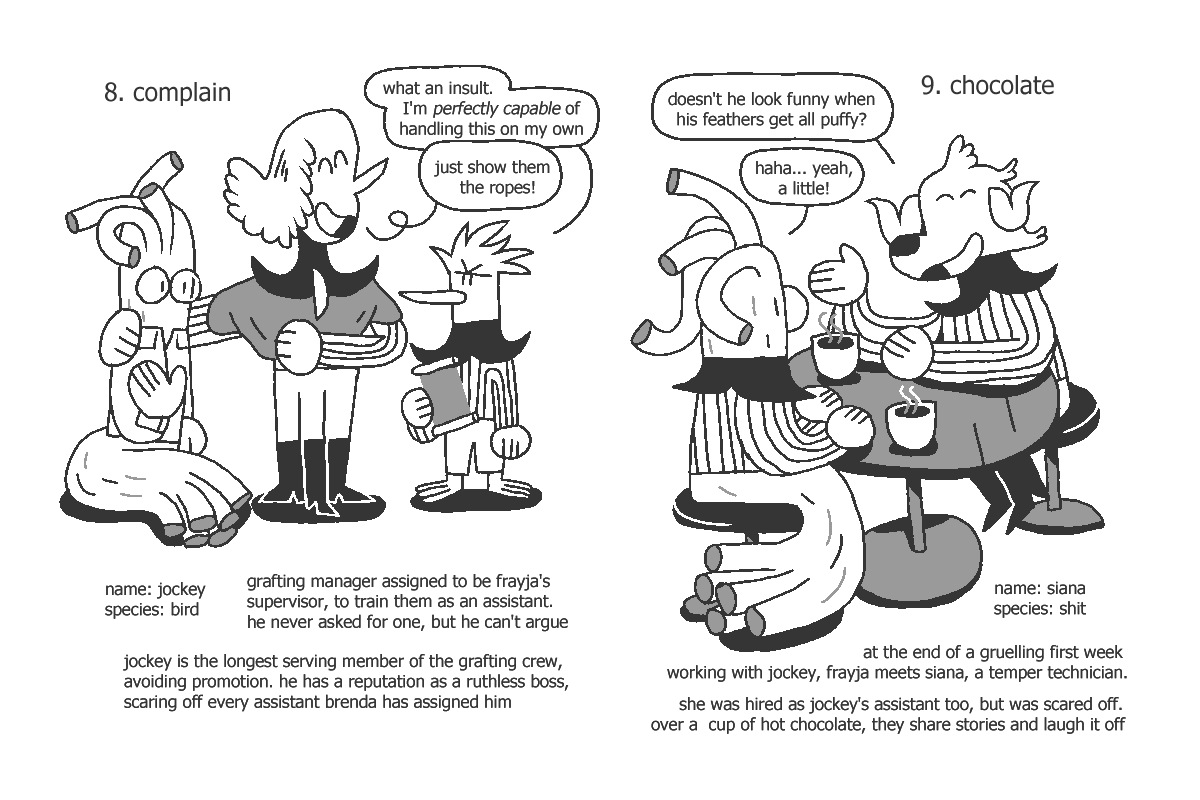 8. complain
what an insult.
I'm perfectly capable of
handling this on my own
just show them
the ropes!
name: jockey
species: bird
grafting manager assigned to be frayja's
supervisor, to train them as an assistant.
he never asked for one, but he can't argue
jockey is the longest serving member of the grafting crew,
avoiding promotion. he has a reputation as a ruthless boss,
scaring off every assistant brenda has assigned him
9. chocolate
doesn't he look funny when
his feathers get all puffy?
haha... yeah,
a little!
name: siana
species: shit
at the end of a gruelling first week
working with jockey, frayja meets siana, a temper technician.
she was hired as jockey's assistant too, but was scared off.
over a  cup of hot chocolate, they share stories and laugh it off